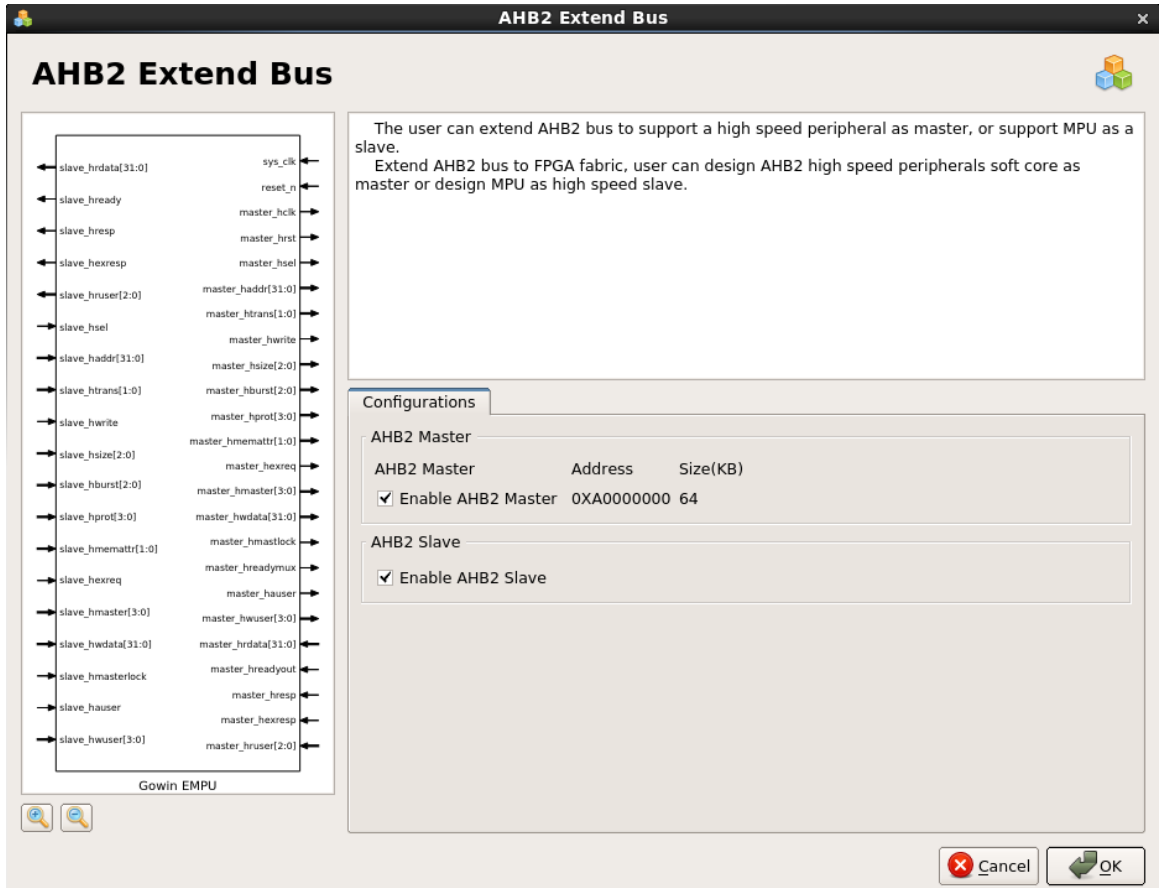 AHB2 Extend Bus
AHB2 Extend Bus
slave_hrdata[31:0]
slave_hready
slave_hresp
slave_hexresp
slave_hruser[2:0]
slave_hsel
slave_haddr[31:0]
slave_htrans[1:0]
slave_hwrite
slave_hsize[2:0]
slave_hburst[2:0]
slave_hprot[3:0]
slave_hmemattr[1:0]
slave_hexreq
slave_hmaster[3:0]
slave_hwdata[31:0]
slave_hmasterlock
slave_hauser
slave_hwuser[3:0]
sys_clk
reset_n
master_hclk
master_hrst
master_hsel
master_haddr[31:0]
master_htrans[1:0]
master_hwrite
master_hsize[2:0]
master_hburst[2:0]
master_hprot[3:0]
master_hmemattr[1:0]
master_hexreq
master_hmaster[3:0]
master_hwdata[31:0]
master_hmastlock
master_hreadymux
master_hauser
master_hwuser[3:0]
master_hrdata[31:0]
master_hreadyout
master_hresp
master_hexresp
master_hruser[2:0]
Gowin EMPU
The user can extend AHB2 bus to support a high speed peripheral as master, or support MPU as a
slave.
Extend AHB2 bus to FPGA fabric, user can design AHB2 high speed peripherals soft core as
master or design MPU as high speed slave.
Configurations
AHB2 Master
AHB2 Master Address Size(KB)
Enable AHB2 Master 0XA0000000 64
AHB2 Slave
Enable AHB2 Slave
Cancel OK